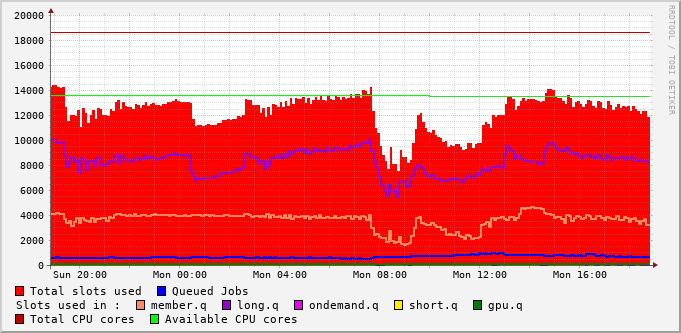 20000
18000
16000
14000
12000
10000
8000
6000
4000
2000
0
Sun 20:00 Mon 00:00 Mon 04:00 Mon 08:00 Mon 12:00 Mon 16:00
RRDTOOL / TOBI OETIKER
Total slots used Queued Jobs
Slots used in : member.q long.q ondemand.q short.q gpu.q
Total CPU cores Available CPU cores